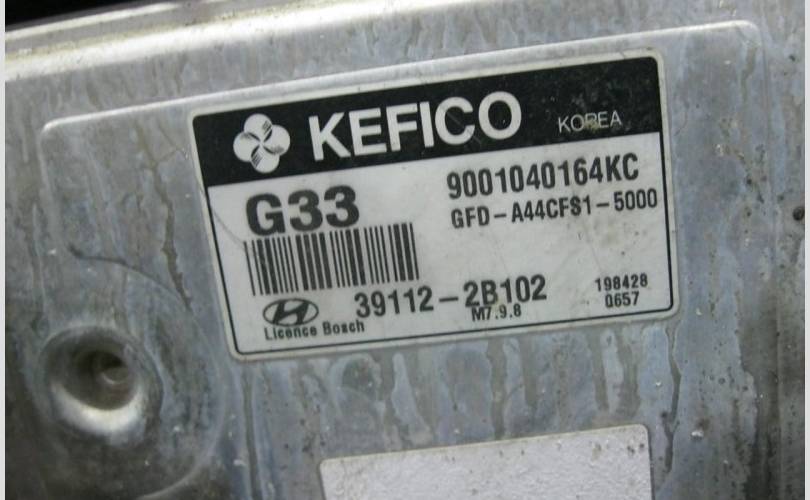 KEFICO KOREA
G33
9001040164KC
GFD-A44CFS1-5000
39112-2B102
M7.9.8
198428
0657
Licence Bosch